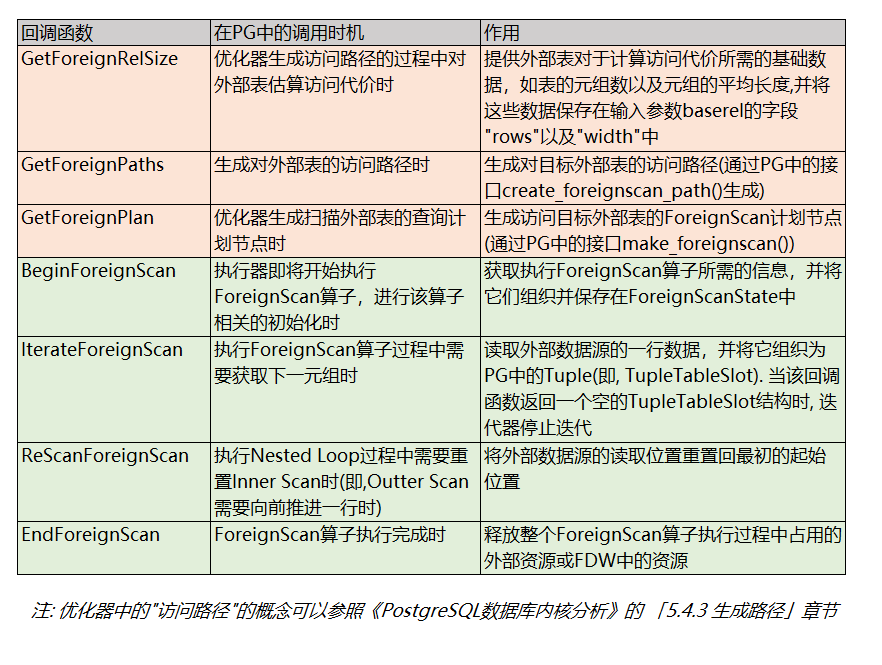 回调函数 在PG中的调用时机 作用
GetForeignRelSize
优化器生成访问路径的过程中对
外部表估算访问代价时
提供外部表对于计算访问代价所需的基础数
据，如表的元组数以及元组的平均长度,并将
这些数据保存在输入参数baserel的字段
"rows"以及"width"中
GetForeignPaths
生成对外部表的访问路径时
生成对目标外部表的访问路径(通过PG中的接
口create_foreignscan_path()生成)
GetForeignPlan
优化器生成扫描外部表的查询计
划节点时
生成访问目标外部表的ForeignScan计划节点
(通过PG中的接口make_foreignscan())
BeginForeignScan
执行器即将开始执行
ForeignScan算子，进行该算子
相关的初始化时
获取执行ForeignScan算子所需的信息，并将
它们组织并保存在ForeignScanState中
IterateForeignScan
执行ForeignScan算子过程中需
要获取下一元组时
读取外部数据源的一行数据，并将它组织为
PG中的Tuple(即, TupleTableSlot). 当该回调
函数返回一个空的TupleTableSlot结构时, 迭
代器停止迭代
ReScanForeignScan
执行Nested Loop过程中需要重
置Inner Scan时(即,Outter Scan
需要向前推进一行时)
将外部数据源的读取位置重置回最初的起始
位置
EndForeignScan
ForeignScan算子执行完成时
释放整个ForeignScan算子执行过程中占用的
外部资源或FDW中的资源
注: 优化器中的"访问路径"的概念可以参照《PostgreSQL数据库内核分析》的 「5.4.3 生成路径」章节